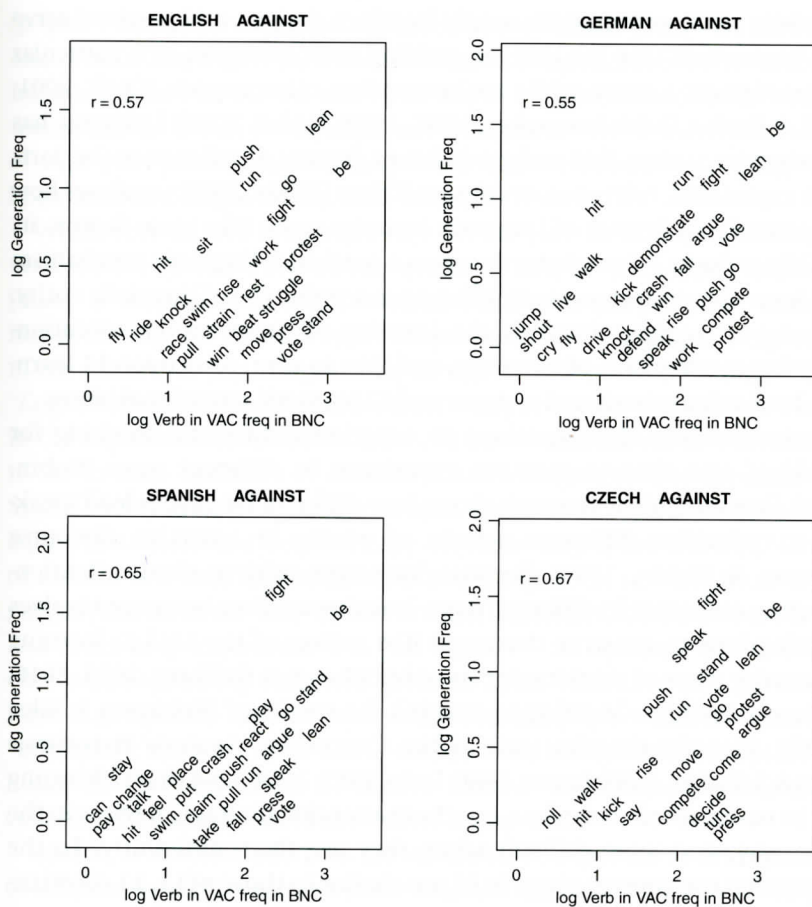 ENGLISH AGAINST
r = 0.57
log Generation Freq
1.5
1.0
0.5
0.0
lean
push
run
go
be
fight
sit
hit
work
protest
fly
ride
knock
race
swim
rise
rest
pull
strain
beat
struggle
win
move
press
vote
stand
0
1
2
3
log Verb in VAC freq in BNC
GERMAN AGAINST
r = 0.55
log Generation Freq
2.0
1.5
1.0
0.5
0.0
be
lean
run
fight
hit
demonstrate
argue
vote
walk
live
kick
crash
fall
win
push
go
jump
shout
cry
fly
drive
knock
defend
speak
rise
work
compete
protest
0
1
2
3
log Verb in VAC freq in BNC
SPANISH AGAINST
r = 0.65
log Generation Freq
2.0
1.5
1.0
0.5
0.0
fight
be
play
go
stand
lean
stay
can
pay
change
talk
hit
feel
place
swim
put
crash
claim
push
react
pull
run
argue
take
fall
press
speak
vote
0
1
2
3
log Verb in VAC freq in BNC
CZECH AGAINST
r = 0.67
log Generation Freq
2.0
1.5
1.0
0.5
0.0
fight
be
speak
stand
lean
push
run
vote
go
protest
argue
rise
move
come
roll
walk
hit
kick
say
compete
decide
turn
press
0
1
2
3
log Verb in VAC freq in BNC